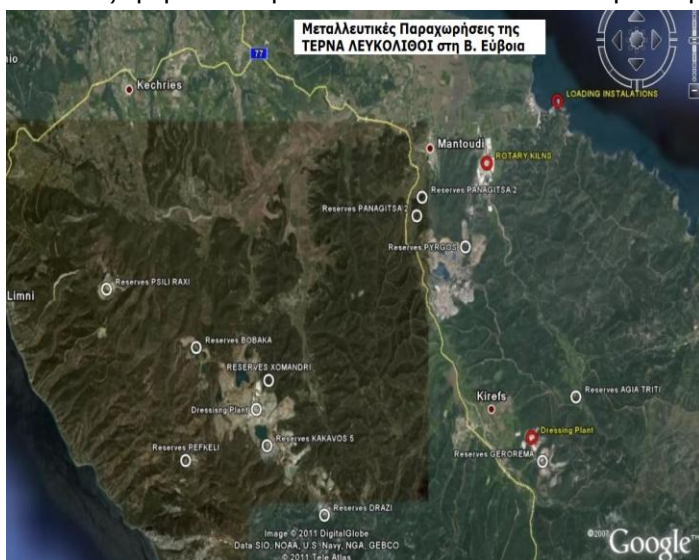 Μεταλλευτικές Παραχωρήσεις της
ΤΕΡΝΑ ΛΕΥΚΟΛΙΘΟΙ στη Β. Εύβοια
77
Kechries
LOADING INSTALATIONS
Mantoudi
ROTARY KILNS
Reserves PANAGITSA 2
Reserves PANAGITSA 2
Reserves PYRGOS
Reserves PSILI RAXI
Limni
Reserves BOBAKA
RESERVES XOMANDRI
Reserves AGIA TRITI
Kirefs
Dressisng Plant
Dressing Plant
Reserves KAKAVOS 5
Reserves PEFKELI
Reserves GEROREMA
Reserves DRAZI
Image © 2011 DigitalGlobe
Data SIO, NOAA, U.S. Navy, NGA, GEBCO
© 2011 Tele Atlas
©2007 Google